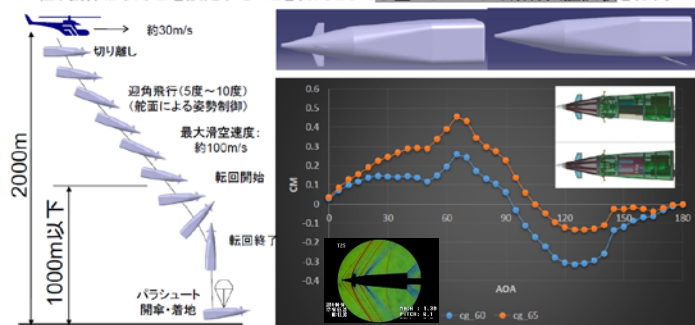 約30m/s
切り離し
迎角飛行(5度～10度)
(舵面による姿勢制御)
最大滑空速度:
約100m/s
転回開始
転回終了
パラシュート
開傘・着地
2000m
1000m以下
CM
0.6
0.5
0.4
0.3
0.2
0.1
0
-0.1
-0.2
-0.3
-0.4
0
30
60
90
120
150
180
AOA
cg_60
cg_65